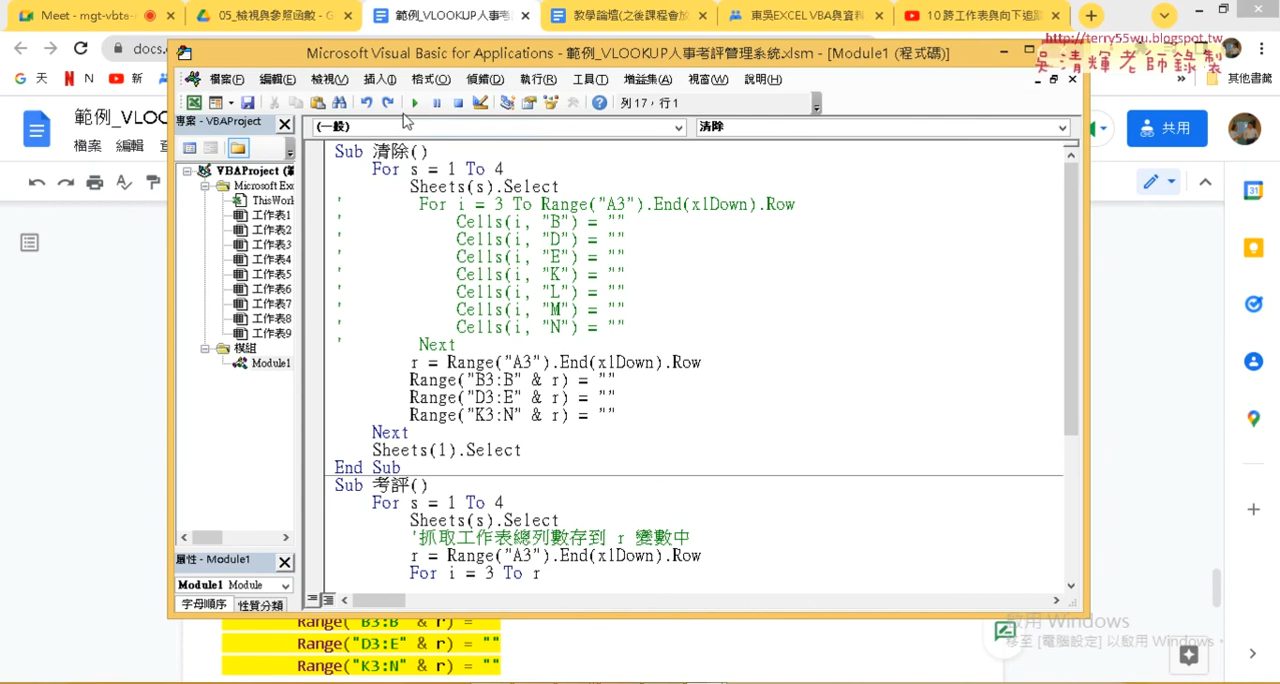 Meet - mgt-vbts-
05_檢視與參照函數 - G
範例_VLOOKUP人事考
教學論壇(之後課程會放
東吳EXCEL VBA與資料
10 跨工作表與向下追蹤
http://terry55wu.blogspot.tw
吳清輝老師錄製
docs.
G 天
N
新
其他書籤
範例_VLOO
檔案 編輯
共用
Microsoft Visual Basic for Applications - 範例_VLOOKUP人事考評管理系統.xlsm - [Module1 (程式碼)]
檔案(F) 編輯(E) 檢視(V) 插入(I) 格式(O) 偵錯(D) 執行(R) 工具(T) 增益集(A) 視窗(W) 說明(H)
列 17，行 1
專案 - VBAProject
(一般)
清除
VBAProject (範
Microsoft Exc
ThisWork
工作表1
工作表2
工作表3
工作表4
工作表5
工作表6
工作表7
工作表8
工作表9
模組
Module1
屬性 - Module1
Module1 Module
字母順序 性質分類
Sub 清除()
For s = 1 To 4
Sheets(s).Select
' For i = 3 To Range("A3").End(xlDown).Row
' Cells(i, "B") = ""
' Cells(i, "D") = ""
' Cells(i, "E") = ""
' Cells(i, "K") = ""
' Cells(i, "L") = ""
' Cells(i, "M") = ""
' Cells(i, "N") = ""
' Next
r = Range("A3").End(xlDown).Row
Range("B3:B" & r) = ""
Range("D3:E" & r) = ""
Range("K3:N" & r) = ""
Next
Sheets(1).Select
End Sub
Sub 考評()
For s = 1 To 4
Sheets(s).Select
'抓取工作表總列數存到 r 變數中
r = Range("A3").End(xlDown).Row
For i = 3 To r
Range("B3:B" & r) = ""
Range("D3:E" & r) = ""
Range("K3:N" & r) = ""
啟用 Windows
移至 [電腦設定] 以啟用 Windows。